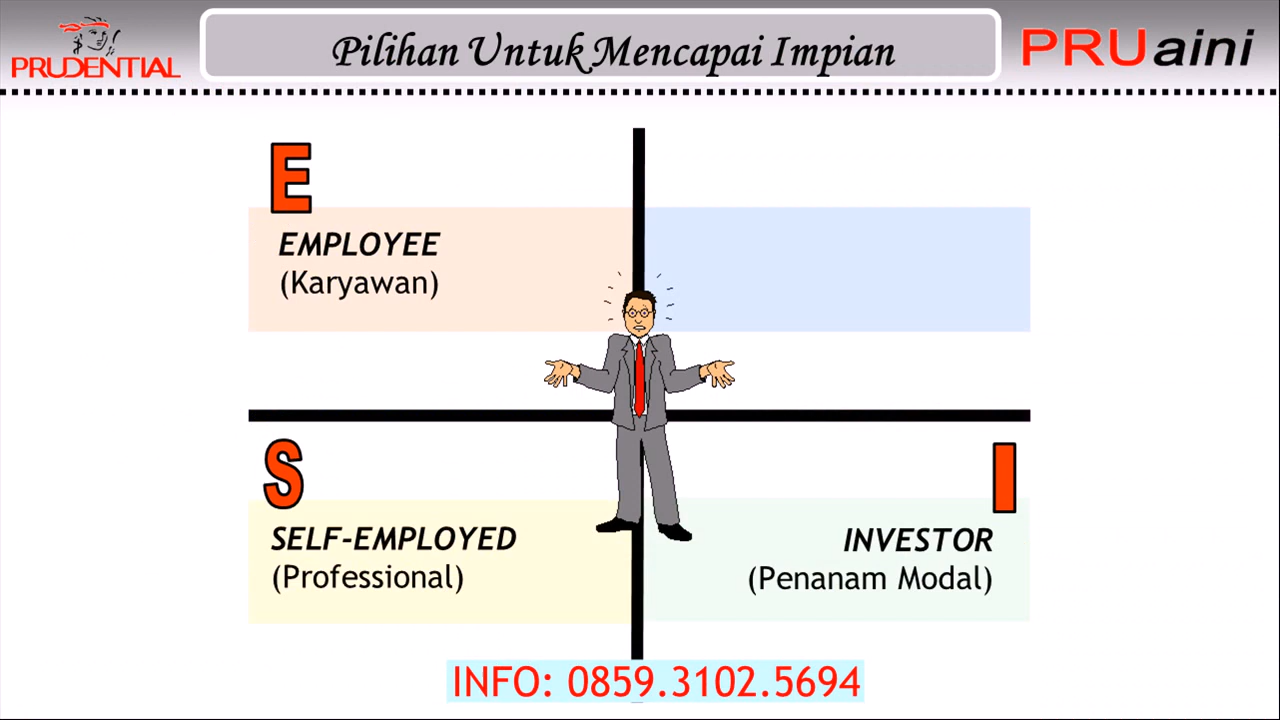 PRUDENTIAL
Pilihan Untuk Mencapai Impian
PRUaini
E
EMPLOYEE
(Karyawan)
S
SELF-EMPLOYED
(Professional)
I
INVESTOR
(Penanam Modal)
INFO: 0859.3102.5694